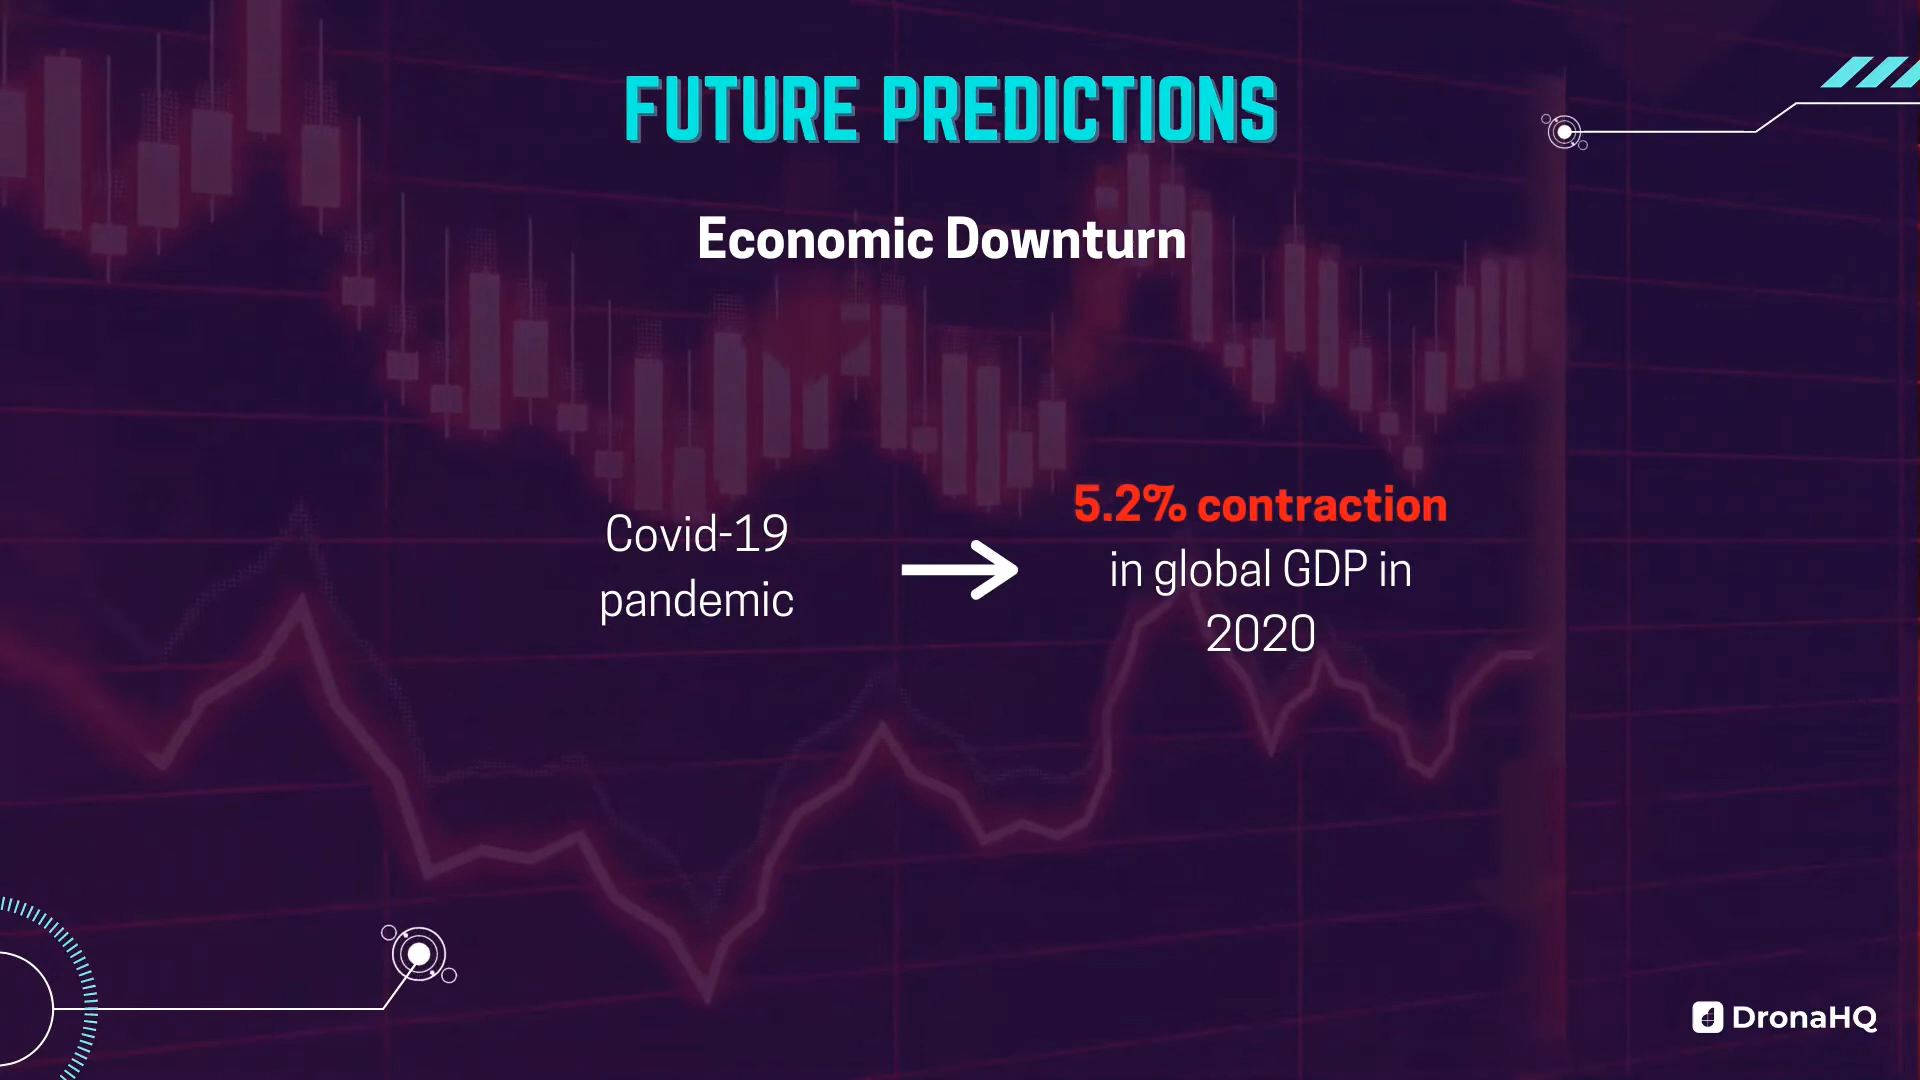 FUTURE PREDICTIONS
Economic Downturn
Covid-19
pandemic
5.2% contraction
in global GDP in
2020
DronaHQ